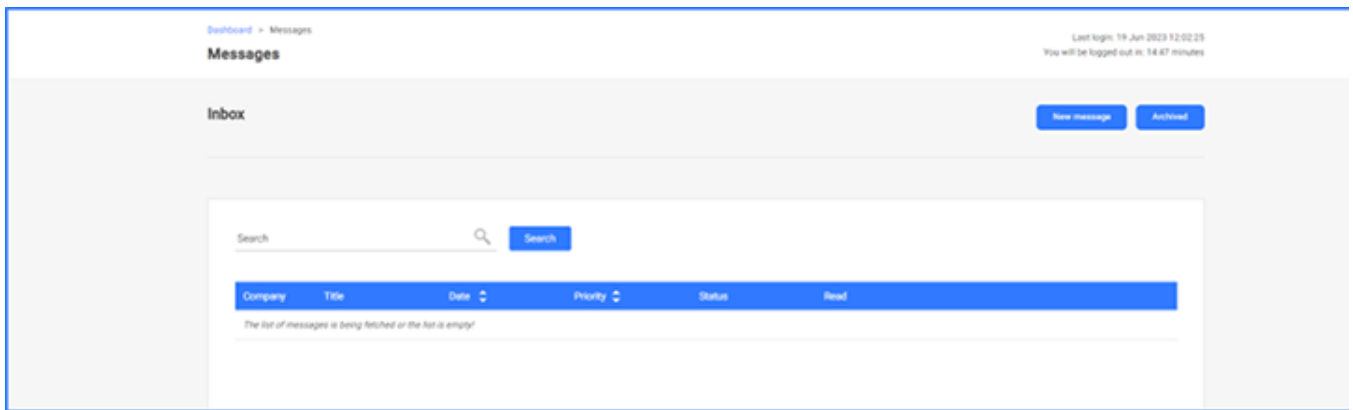 Dashboard > Messages
Messages
Last login: 19 Jun 2023 12:02:25
You will be logged out in: 14:47 minutes
Inbox
New message
Archived
Search
Search
Company Title Date Priority Status Read
The list of messages is being fetched or the list is empty!